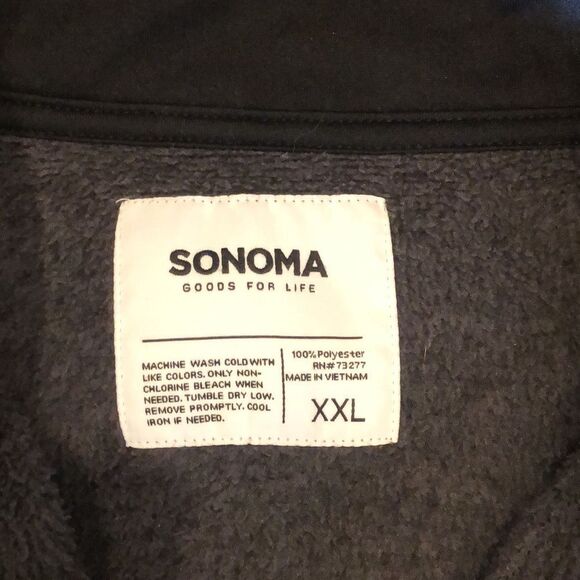 SONOMA
GOODS FOR LIFE
MACHINE WASH COLD WITH
LIKE COLORS. ONLY NON-
CHLORINE BLEACH WHEN
NEEDED. TUMBLE DRY LOW.
REMOVE PROMPTLY. COOL
IRON IF NEEDED.
100% Polyester
RN# 73277
MADE IN VIETNAM
XXL